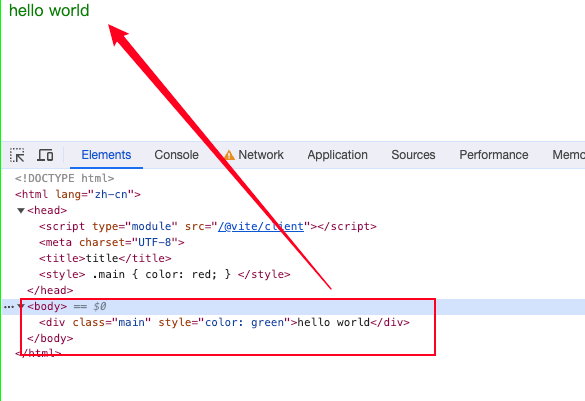 hello world
Elements Console Network Application Sources Performance Memo
<!DOCTYPE html>
<html lang="zh-cn">
<head>
<script type="module" src="/@vite/client"></script>
<meta charset="UTF-8">
<title>title</title>
<style> .main { color: red; } </style>
</head>
<body> == $0
<div class="main" style="color: green">hello world</div>
</body>
</html>